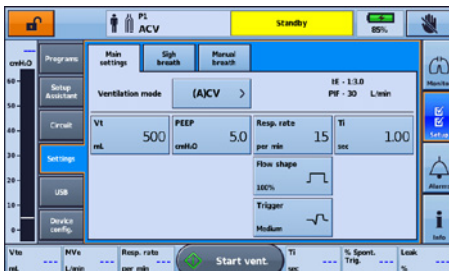 P1
ACV
Standby
85%
cmH₂O
60-
50-
40-
30-
20-
10-
0-
Programs
Setup
Assistant
Circuit
Settings
USB
Device
config.
Main
settings
Sigh
breath
Manual
breath
Ventilation mode
(A)CV >
I:E - 1:3.0
PIF - 30 L/min
Vt
500
mL
PEEP
5.0
cmH₂O
Resp. rate
15
per min
Ti
1.00
sec
Flow shape
100%
Trigger
Medium
Monitor
Setup
Alarms
Info
Vte
---
mL
MVe
---
L/min
Resp. rate
---
per min
Start vent.
Ti
---
sec
% Spont.
Trig. ---
Leak
---
%